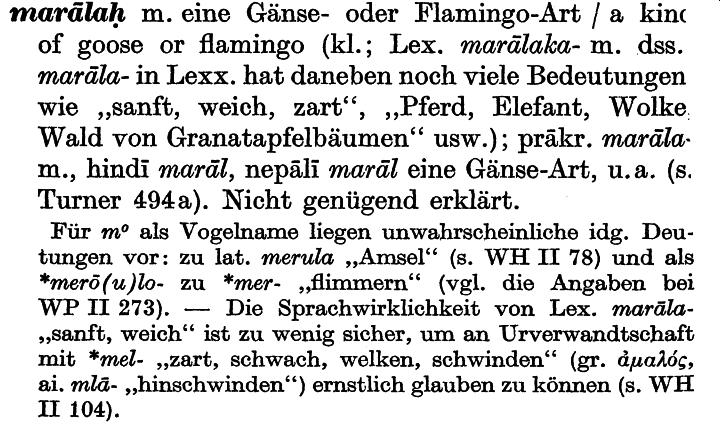 marālaḥ m. eine Gänse- oder Flamingo-Art / a kind
of goose or flamingo (kl.; Lex. marālaka- m. dss.
marāla- in Lexx. hat daneben noch viele Bedeutungen
wie „sanft, weich, zart“, „Pferd, Elefant, Wolke
Wald von Granatapfelbäumen“ usw.); prākr. marāla-
m., hindī marāl, nepālī marāl eine Gänse-Art, u.a. (s.
Turner 494a). Nicht genügend erklärt.
Für m⁰ als Vogelname liegen unwahrscheinliche idg. Deu-
tungen vor: zu lat. merula „Amsel“ (s. WH II 78) und als
*merō(u)lo- zu *mer- „flimmern“ (vgl. die Angaben bei
WP II 273). — Die Sprachwirklichkeit von Lex. marāla-
„sanft, weich“ ist zu wenig sicher, um an Urverwandtschaft
mit *mel- „zart, schwach, welken, schwinden“ (gr. ἀμαλός,
ai. mlā- „hinschwinden“) ernstlich glauben zu können (s. WH
II 104).